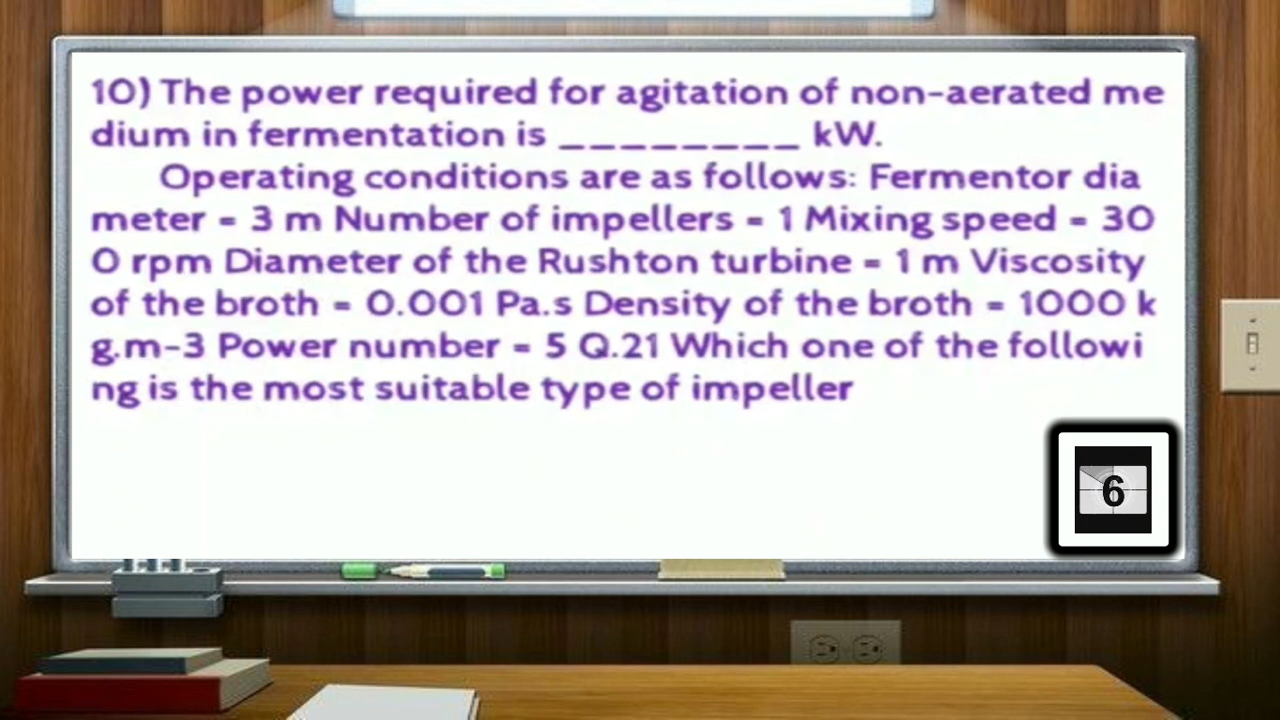 10) The power required for agitation of non-aerated me
dium in fermentation is ________ kW.
Operating conditions are as follows: Fermentor dia
meter = 3 m Number of impellers = 1 Mixing speed = 30
0 rpm Diameter of the Rushton turbine = 1 m Viscosity
of the broth = 0.001 Pa.s Density of the broth = 1000 k
g.m-3 Power number = 5 Q.21 Which one of the followi
ng is the most suitable type of impeller
6